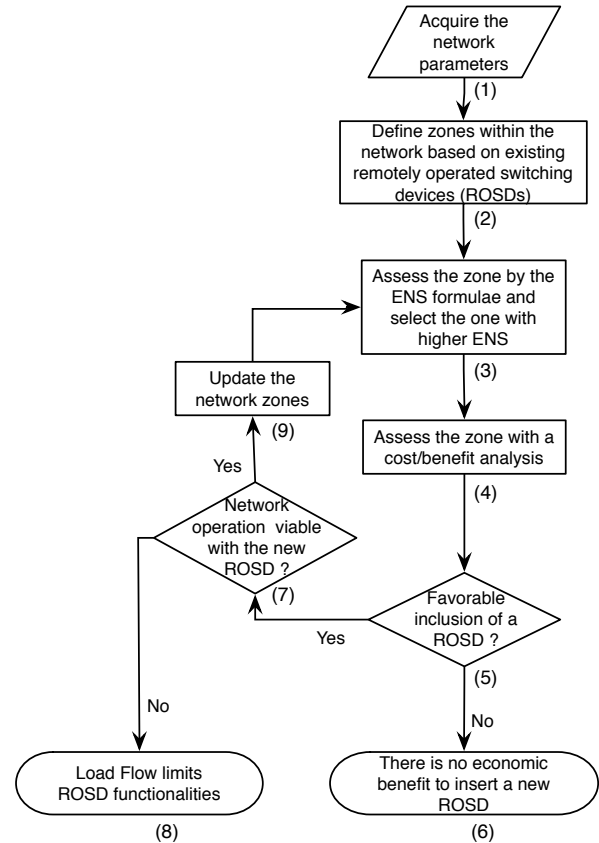 Acquire the
network
parameters
(1)
Define zones within the
network based on existing
remotely operated switching
devices (ROSDs)
(2)
Assess the zone by the
ENS formulae and
select the one with
higher ENS
(3)
Update the
network zones
(9)
Assess the zone with a
cost/benefit analysis
(4)
Yes
Network
operation viable
with the new
ROSD ?
(7)
Favorable
inclusion of a
ROSD ?
(5)
Yes
No
No
Load Flow limits
ROSD functionalities
(8)
There is no economic
benefit to insert a new
ROSD
(6)